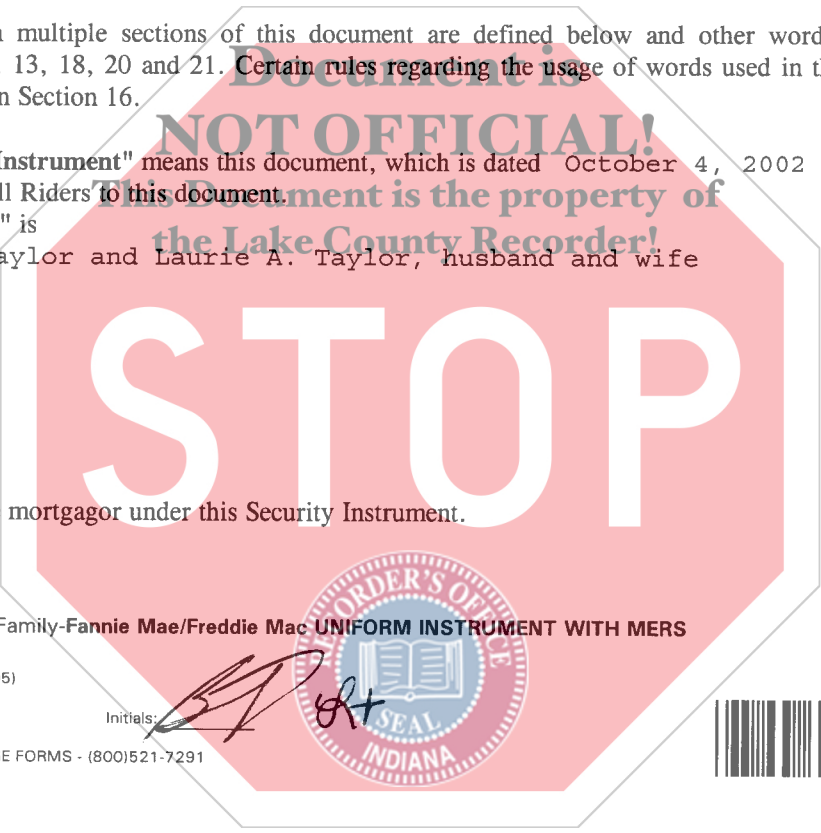 multiple sections of this document are defined below and other word
13, 18, 20 and 21. Certain rules regarding the usage of words used in
n Section 16.
Document is
NOT OFFICIAL!
Instrument" means this document, which is dated October 4, 2002
ll Riders to this document.
This Document is the property of
" is
the Lake County Recorder!
aylor and Laurie A. Taylor, husband and wife
STOP
mortgagor under this Security Instrument.
Family-Fannie Mae/Freddie Mac UNIFORM INSTRUMENT WITH MERS
5)
Initials:
E FORMS - (800)521-7291
RECORDER'S OFFICE
SEAL
INDIANA